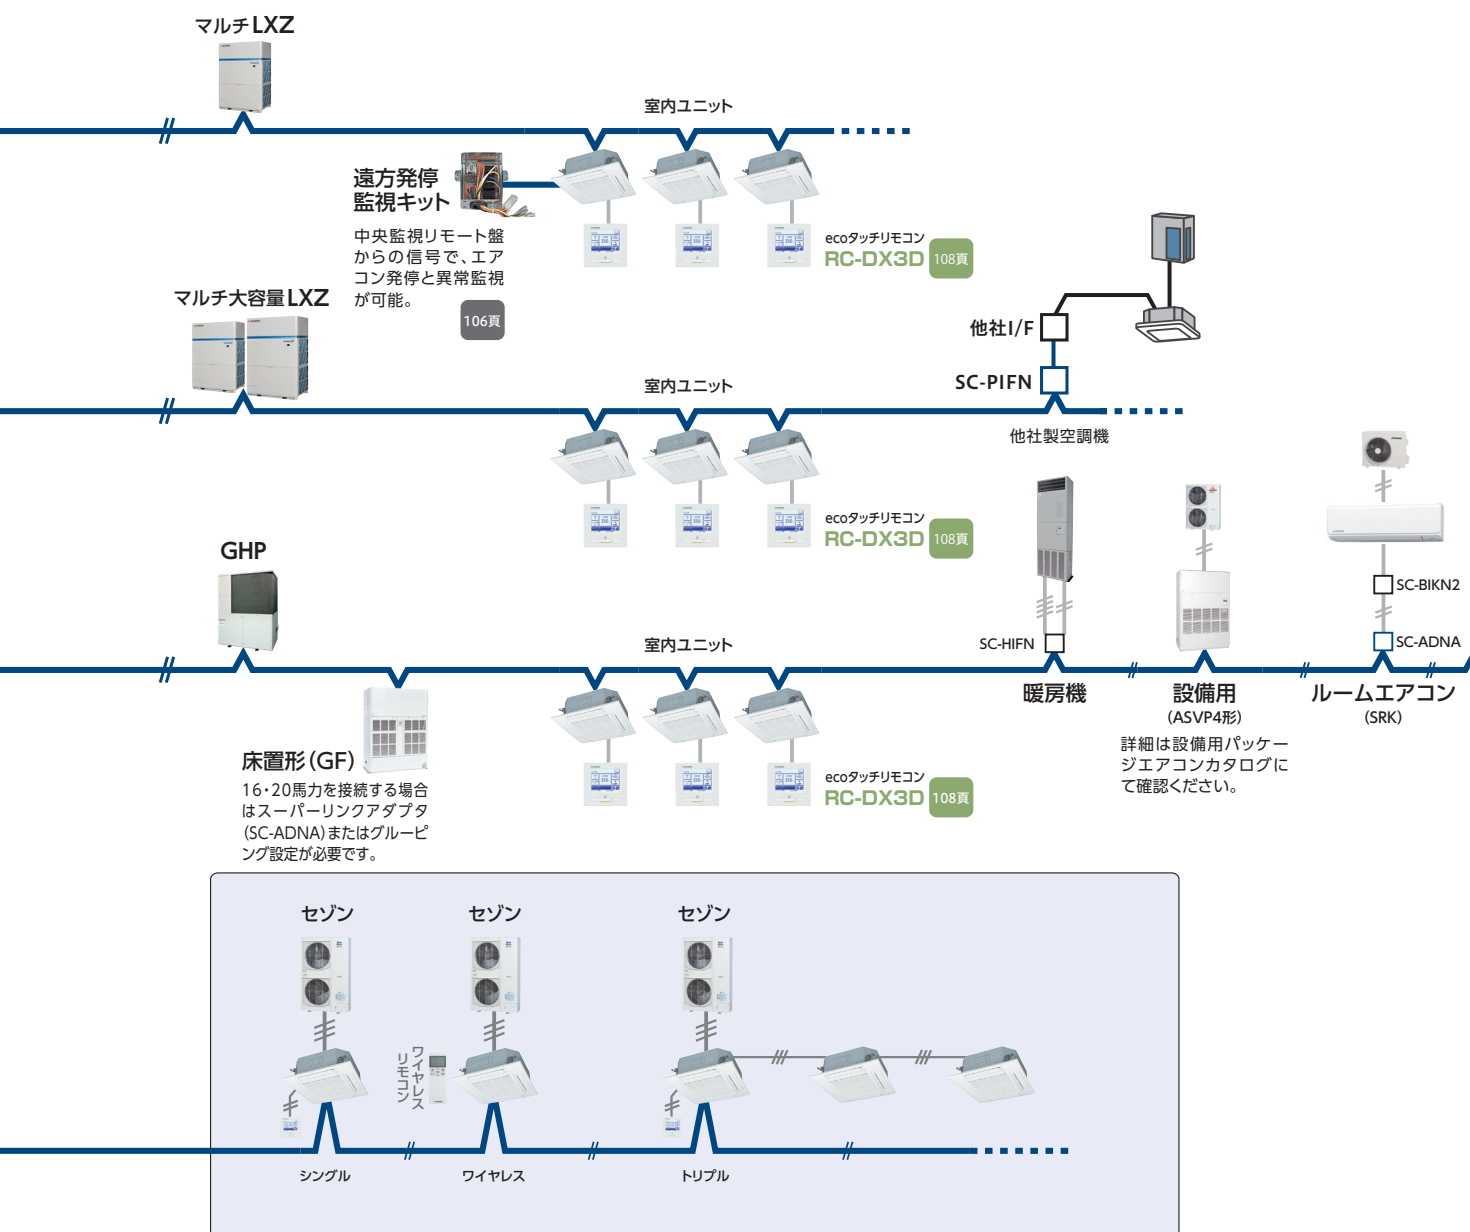 マルチLXZ
室内ユニット
遠方発停
監視キット
中央監視リモート盤
からの信号で、エア
コン発停と異常監視
が可能。
106頁
ecoタッチリモコン
RC-DX3D 108頁
マルチ大容量LXZ
室内ユニット
他社I/F
SC-PIFN
他社製空調機
ecoタッチリモコン
RC-DX3D 108頁
GHP
室内ユニット
SC-HIFN
SC-BIKN2
SC-ADNA
暖房機
設備用
(ASVP4形)
詳細は設備用パッケー
ジエアコンカタログに
て確認ください。
ルームエアコン
(SRK)
床置形(GF)
16・20馬力を接続する場合
はスーパーリンクアダプタ
(SC-ADNA)またはグルーピ
ング設定が必要です。
ecoタッチリモコン
RC-DX3D 108頁
セゾン
セゾン
セゾン
ワイヤレス
リモコン
シングル
ワイヤレス
トリプル